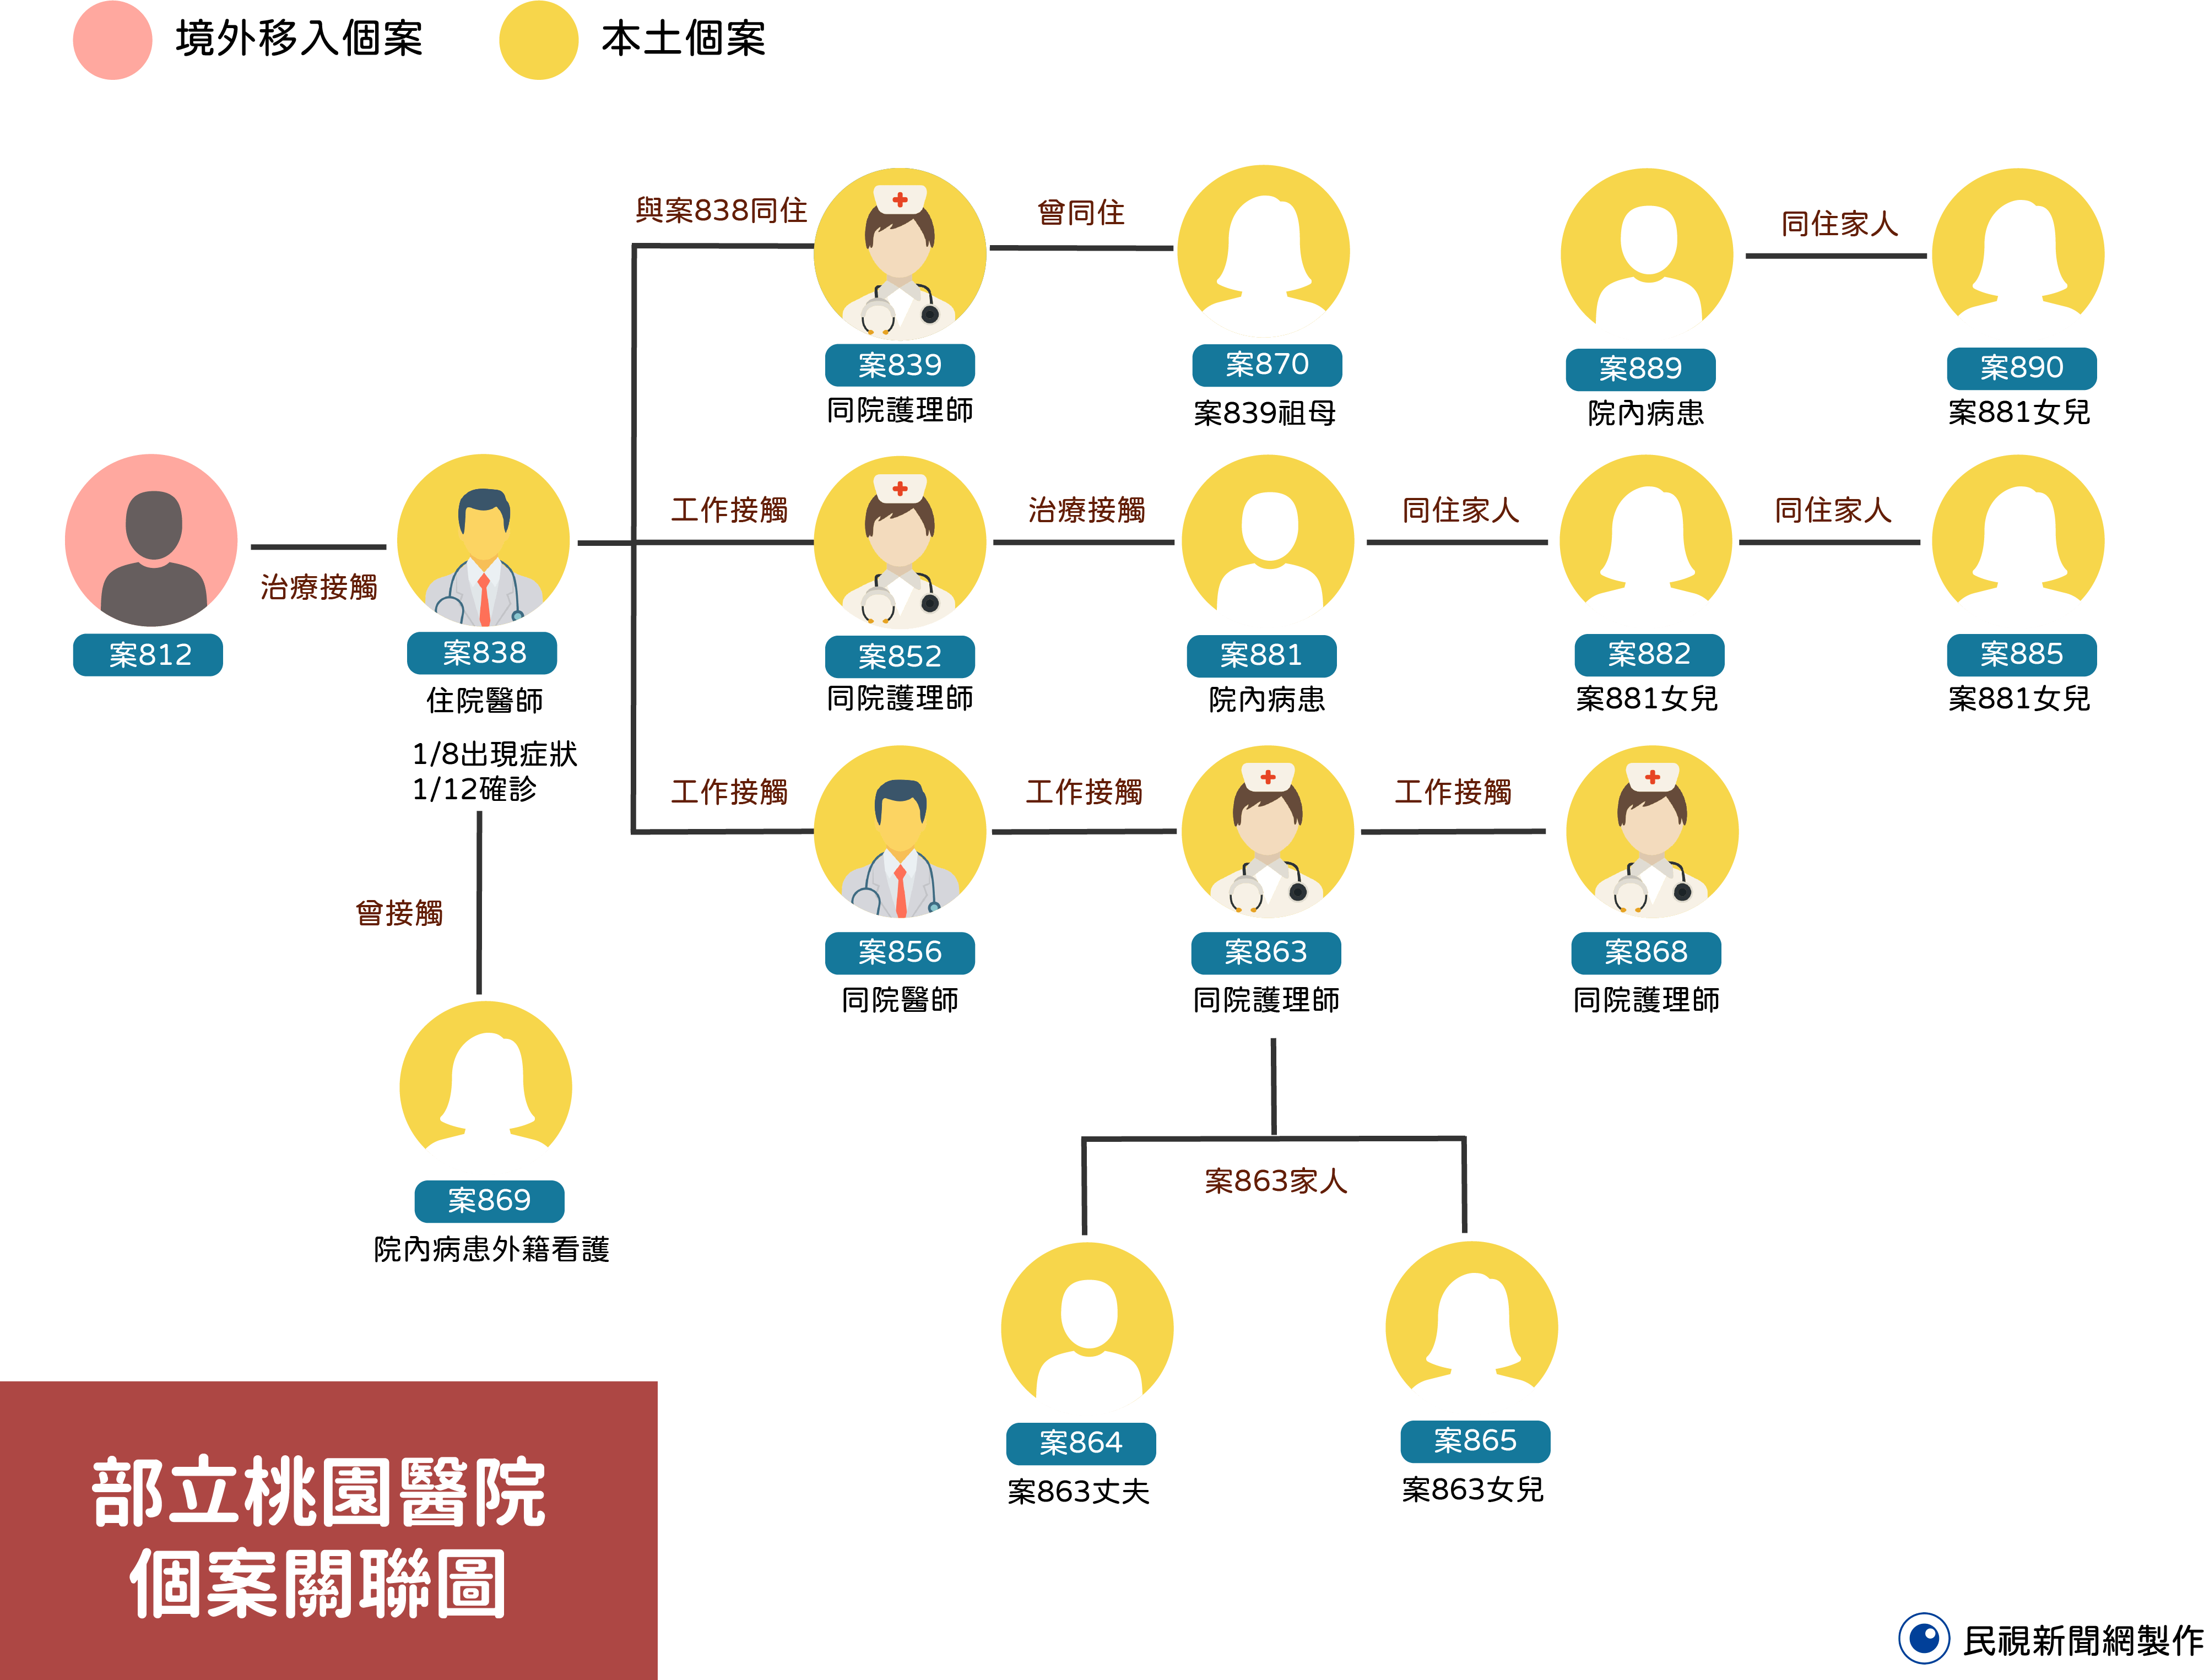 境外移入個案
本土個案
與案838同住
曾同住
同住家人
案839
案870
案889
案890
同院護理師
案839祖母
院內病患
案881女兒
治療接觸
工作接觸
治療接觸
同住家人
同住家人
案812
案838
案852
案881
案882
案885
住院醫師
同院護理師
院內病患
案881女兒
案881女兒
1/8出現症狀
1/12確診
工作接觸
工作接觸
工作接觸
曾接觸
案856
案863
案868
同院醫師
同院護理師
同院護理師
案863家人
案869
院內病患外籍看護
案864
案865
案863丈夫
案863女兒
部立桃園醫院
個案關聯圖
民視新聞網製作